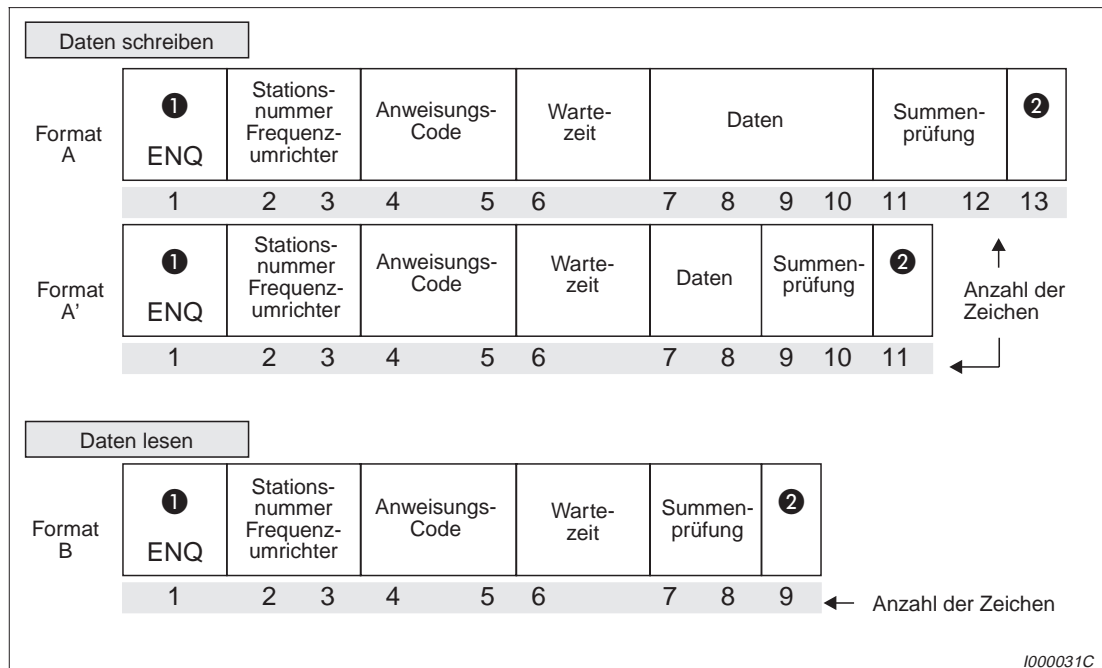 Daten schreiben
Format
A
❶
ENQ
Stations-
nummer
Frequenz-
umrichter
Anweisungs-
Code
Warte-
zeit
Daten
Summen-
prüfung
❷
1 2 3 4 5 6 7 8 9 10 11 12 13
Format
A’
❶
ENQ
Stations-
nummer
Frequenz-
umrichter
Anweisungs-
Code
Warte-
zeit
Daten
Summen-
prüfung
❷
Anzahl der
Zeichen
1 2 3 4 5 6 7 8 9 10 11
Daten lesen
Format
B
❶
ENQ
Stations-
nummer
Frequenz-
umrichter
Anweisungs-
Code
Warte-
zeit
Summen-
prüfung
❷
1 2 3 4 5 6 7 8 9
Anzahl der Zeichen
I000031C